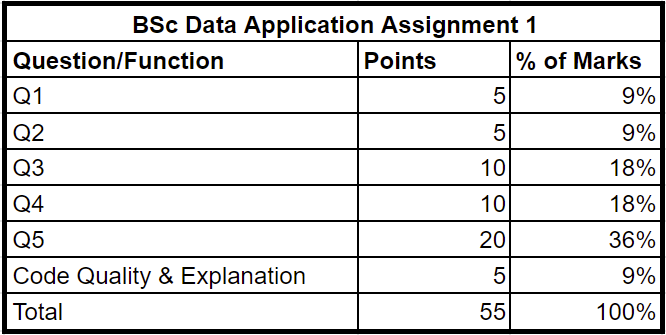 BSc Data Application Assignment 1
Question/Function Points % of Marks
Q1 5 9%
Q2 5 9%
Q3 10 18%
Q4 10 18%
Q5 20 36%
Code Quality & Explanation 5 9%
Total 55 100%